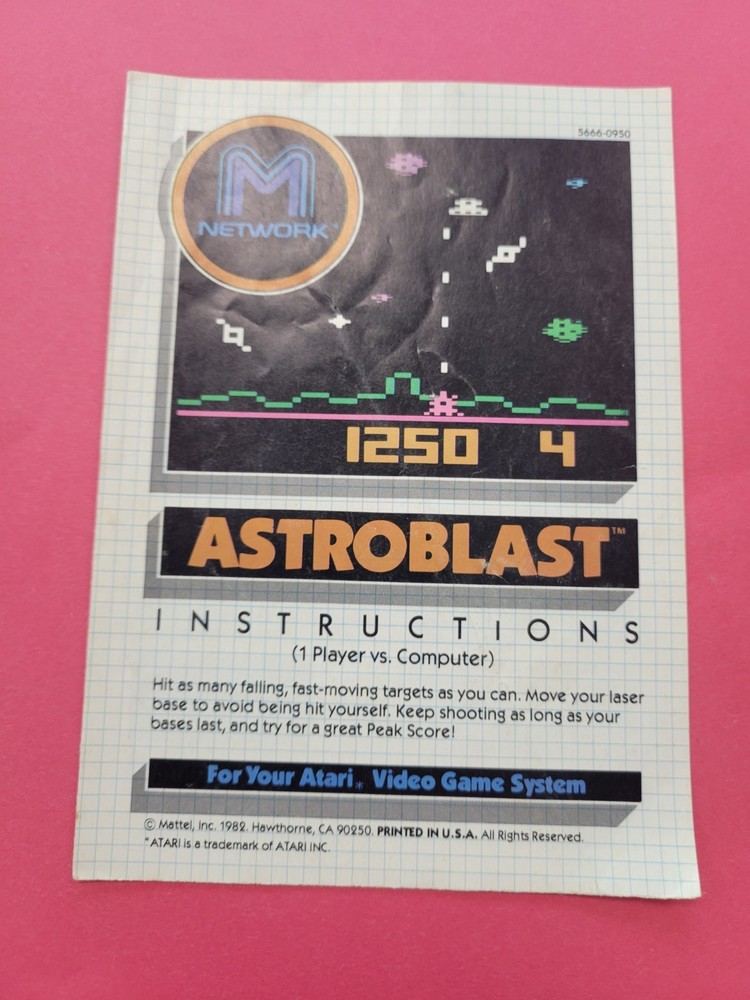 5666-0950
M
NETWORK™
1250 4
ASTROBLAST™
INSTRUCTIONS
(1 Player vs. Computer)
Hit as many falling, fast-moving targets as you can. Move your laser
base to avoid being hit yourself. Keep shooting as long as your
bases last, and try for a great Peak Score!
For Your Atari* Video Game System
© Mattel, Inc. 1982. Hawthorne, CA 90250. PRINTED IN U.S.A. All Rights Reserved.
*ATARI is a trademark of ATARI INC.